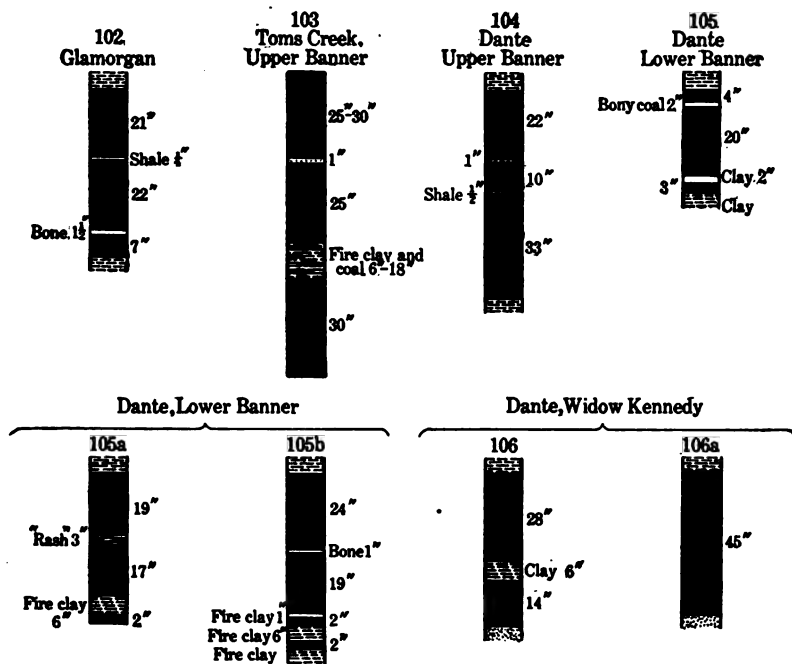 102
Glamorgan
21"
Shale
22"
Bone 1½"
7"
103
Toms Creek,
Upper Banner
25"-30"
1"
25"
Fire clay and
coal 6"-18"
30"
104
Dante
Upper Banner
22"
1"
10"
Shale ½"
33"
105
Dante
Lower Banner
Bony coal 2"
4"
20"
Clay 2"
3"
Clay
Dante, Lower Banner
105a
19"
"Rash" 3"
17"
Fire clay
6"
2"
105b
24"
Bone 1"
19"
Fire clay 1"
2"
Fire clay 6"
2"
Fire clay
Dante, Widow Kennedy
106
28"
Clay 6"
14"
106a
45"